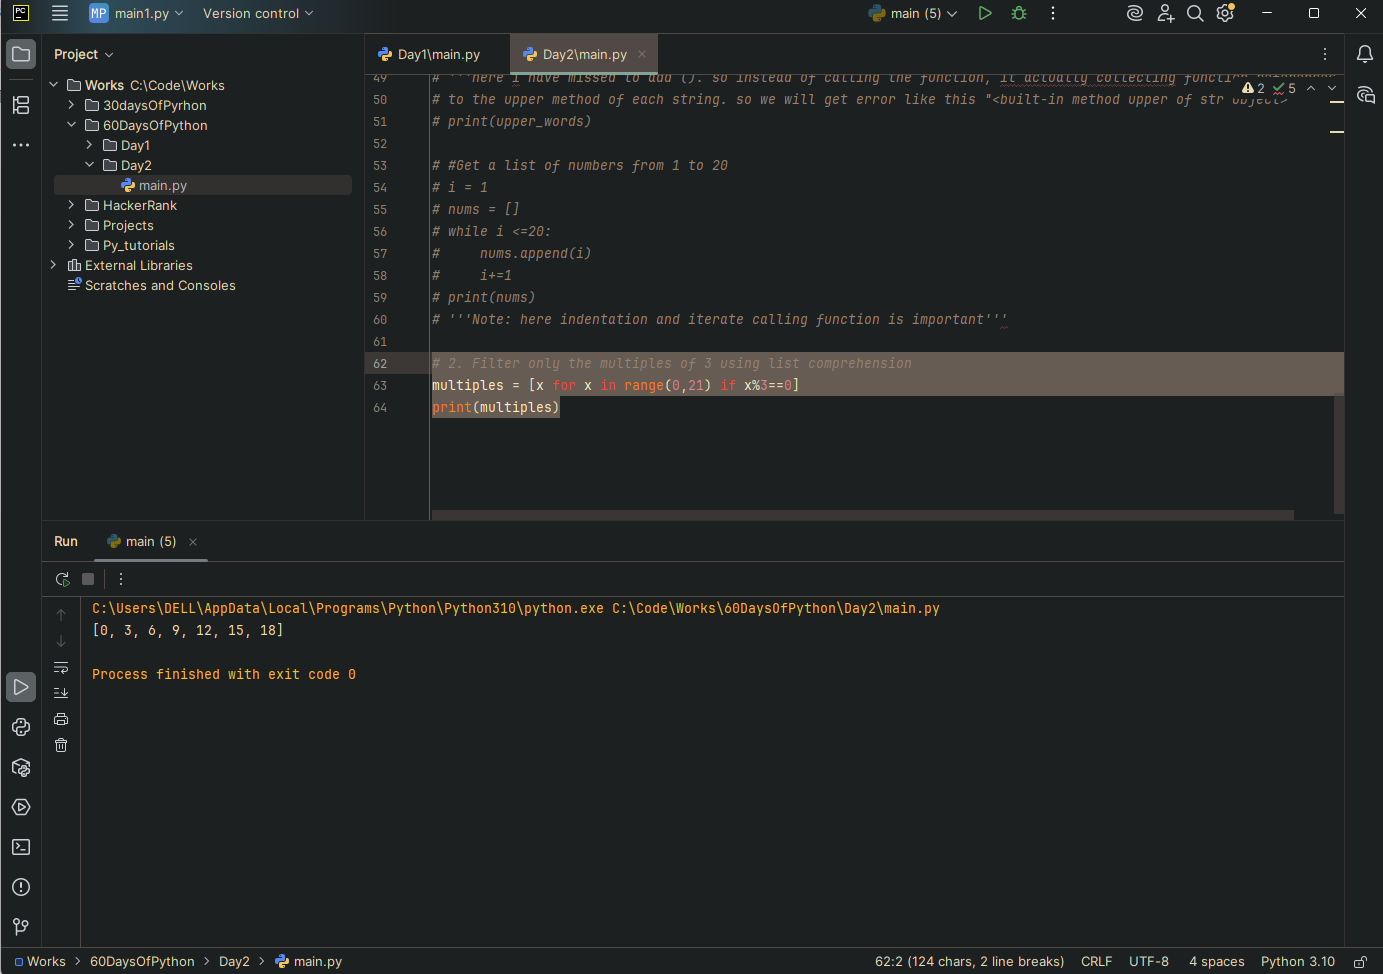 PC
MP main1.py Version control main (5)
Project
Day1\main.py Day2\main.py
Works C:\Code\Works
30daysOfPyrhon
60DaysOfPython
Day1
Day2
main.py
HackerRank
Projects
Py_tutorials
External Libraries
Scratches and Consoles
2 5
49 # '''here i have missed to add (). so instead of calling the function, it actually collecting function
50 # to the upper method of each string. so we will get error like this "<built-in method upper of str object>
51 # print(upper_words)
52
53 # #Get a list of numbers from 1 to 20
54 # i = 1
55 # nums = []
56 # while i <=20:
57 #     nums.append(i)
58 #     i+=1
59 # print(nums)
60 # '''Note: here indentation and iterate calling function is important'''
61
62 # 2. Filter only the multiples of 3 using list comprehension
63 multiples = [x for x in range(0,21) if x%3==0]
64 print(multiples)
Run main (5)
C:\Users\DELL\AppData\Local\Programs\Python\Python310\python.exe C:\Code\Works\60DaysOfPython\Day2\main.py
[0, 3, 6, 9, 12, 15, 18]
Process finished with exit code 0
Works > 60DaysOfPython > Day2 > main.py 62:2 (124 chars, 2 line breaks) CRLF UTF-8 4 spaces Python 3.10